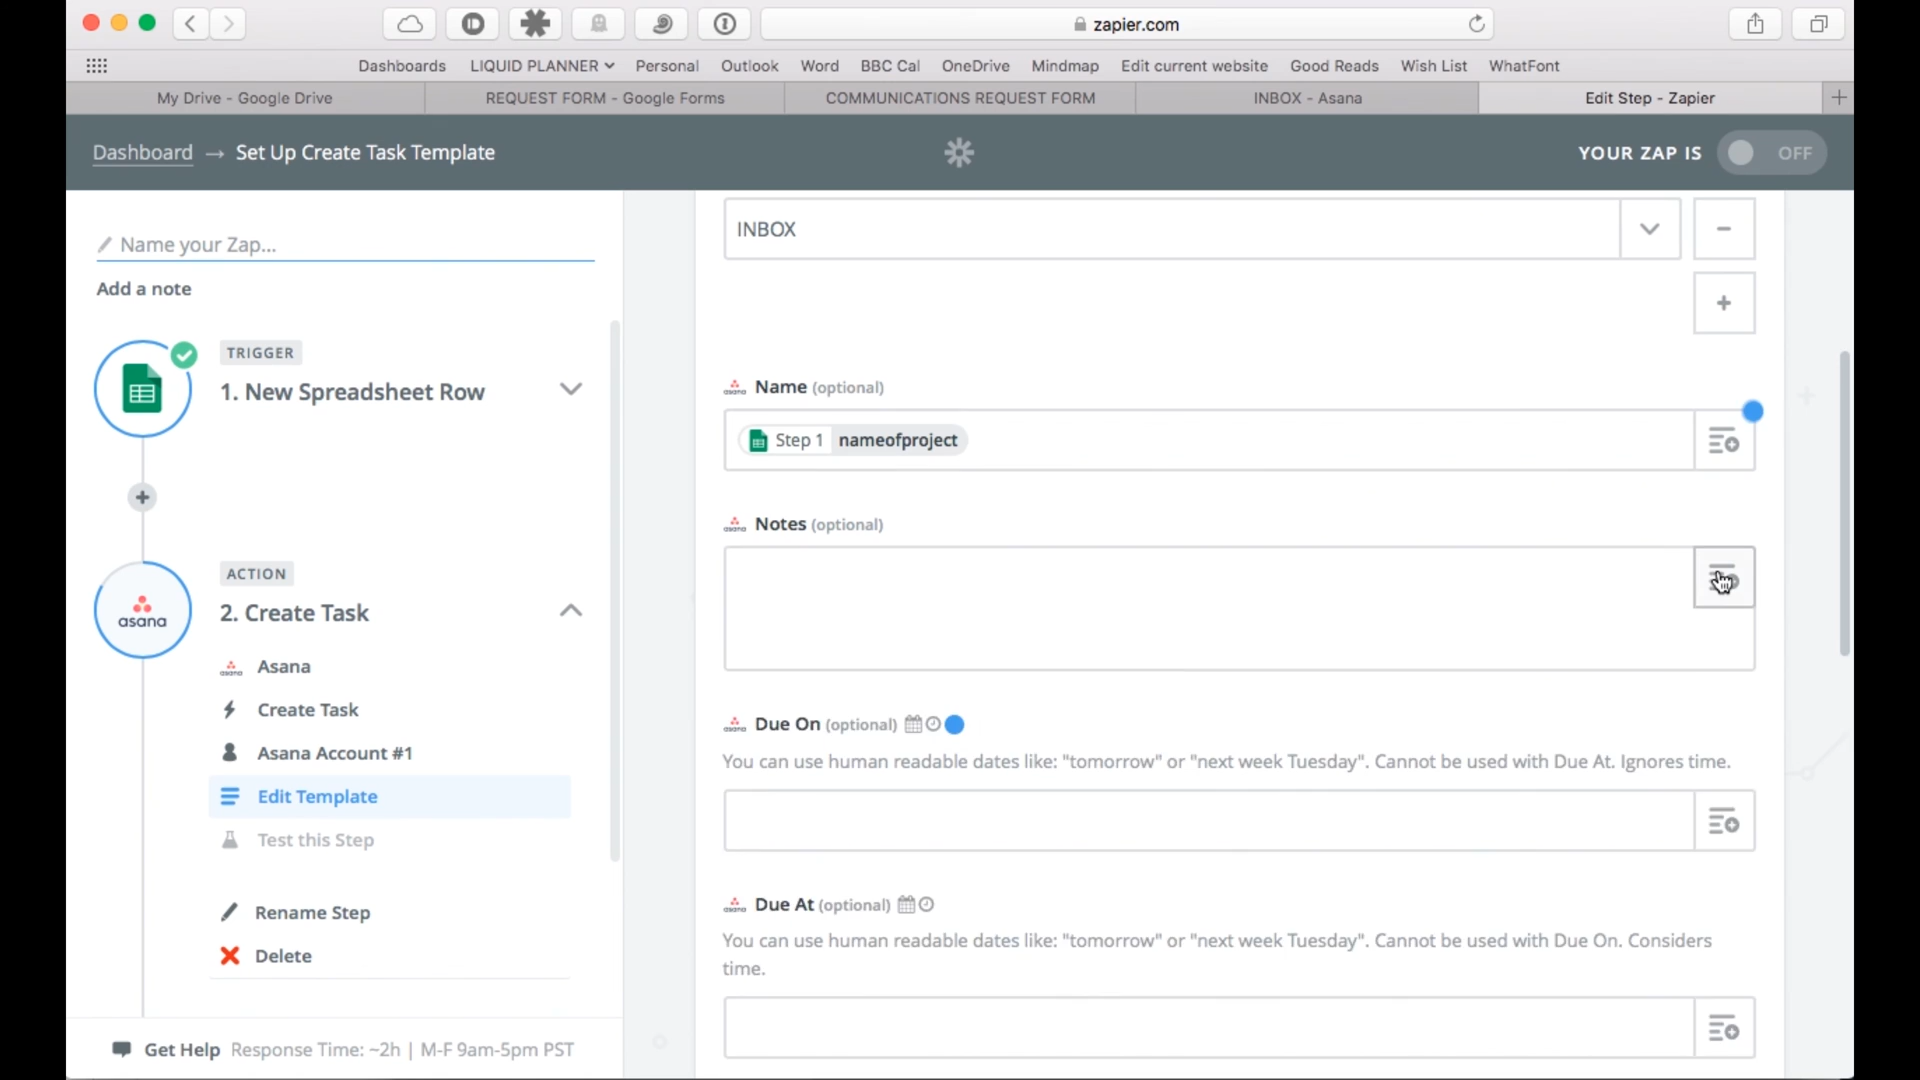 zapier.com
Dashboards LIQUID PLANNER Personal Outlook Word BBC Cal OneDrive Mindmap Edit current website Good Reads Wish List WhatFont
My Drive - Google Drive REQUEST FORM - Google Forms COMMUNICATIONS REQUEST FORM INBOX - Asana Edit Step - Zapier
Dashboard → Set Up Create Task Template YOUR ZAP IS OFF
Name your Zap...
Add a note
TRIGGER
1. New Spreadsheet Row
ACTION
2. Create Task
asana
Asana
Create Task
Asana Account #1
Edit Template
Test this Step
Rename Step
Delete
Get Help Response Time: ~2h | M-F 9am-5pm PST
INBOX
asana Name (optional)
Step 1 nameofproject
asana Notes (optional)
asana Due On (optional)
You can use human readable dates like: "tomorrow" or "next week Tuesday". Cannot be used with Due At. Ignores time.
asana Due At (optional)
You can use human readable dates like: "tomorrow" or "next week Tuesday". Cannot be used with Due On. Considers
time.